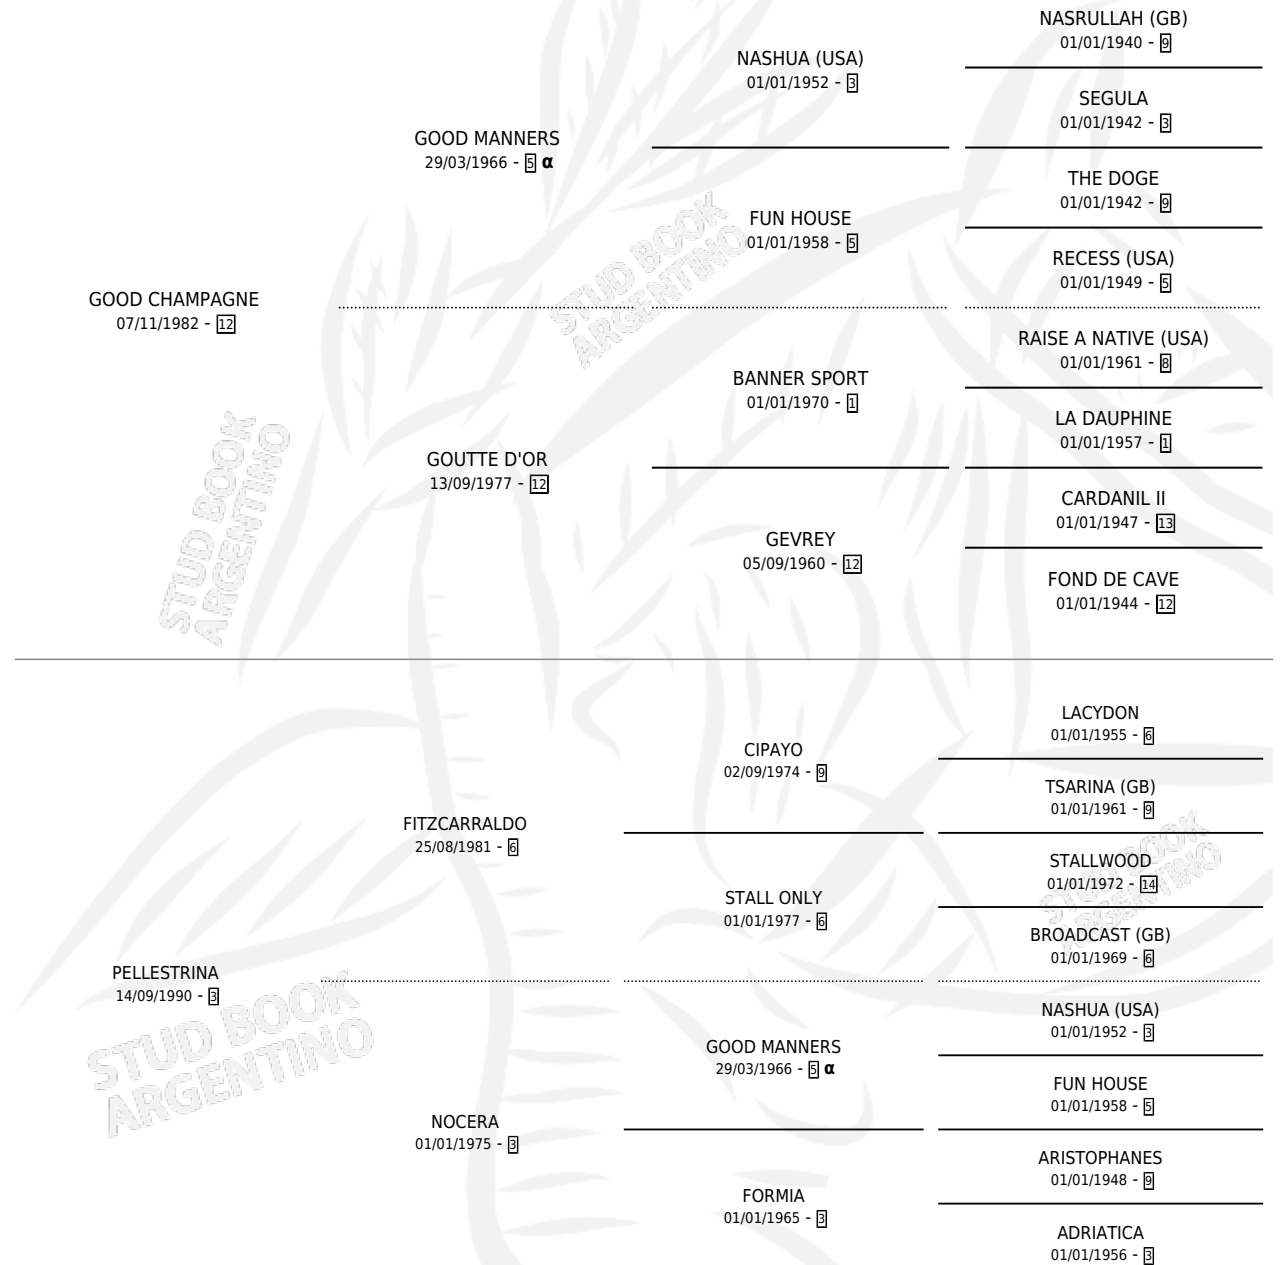 NASRULLAH (GB)
01/01/1940 - 9
NASHUA (USA)
01/01/1952 - 3
SEGULA
01/01/1942 - 3
GOOD MANNERS
29/03/1966 - 5 α
THE DOGE
01/01/1942 - 9
FUN HOUSE
01/01/1958 - 5
RECESS (USA)
01/01/1949 - 5
GOOD CHAMPAGNE
07/11/1982 - 12
RAISE A NATIVE (USA)
01/01/1961 - 8
BANNER SPORT
01/01/1970 - 1
LA DAUPHINE
01/01/1957 - 1
GOUTTE D'OR
13/09/1977 - 12
CARDANIL II
01/01/1947 - 13
GEVREY
05/09/1960 - 12
FOND DE CAVE
01/01/1944 - 12
STUD BOOK
ARGENTINO
STUD BOOK
ARGENTINO
LACYDON
01/01/1955 - 6
CIPAYO
02/09/1974 - 9
TSARINA (GB)
01/01/1961 - 9
FITZCARRALDO
25/08/1981 - 6
STALLWOOD
01/01/1972 - 14
STALL ONLY
01/01/1977 - 6
BROADCAST (GB)
01/01/1969 - 6
PELLESTRINA
14/09/1990 - 3
NASHUA (USA)
01/01/1952 - 3
GOOD MANNERS
29/03/1966 - 5 α
FUN HOUSE
01/01/1958 - 5
NOCERA
01/01/1975 - 3
ARISTOPHANES
01/01/1948 - 9
FORMIA
01/01/1965 - 3
ADRIATICA
01/01/1956 - 3
STUD BOOK
ARGENTINO
STUD BOOK
ARGENTINO